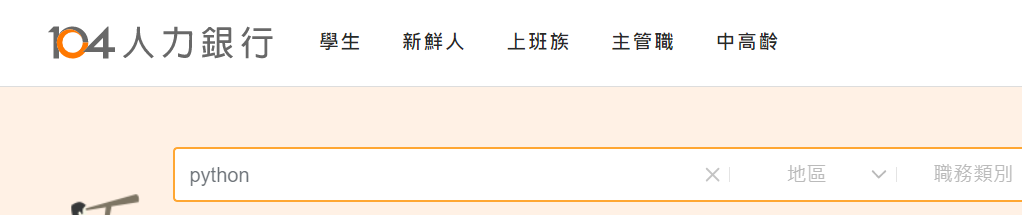 104人力銀行 學生 新鮮人 上班族 主管職 中高齡
python 地區 職務類別